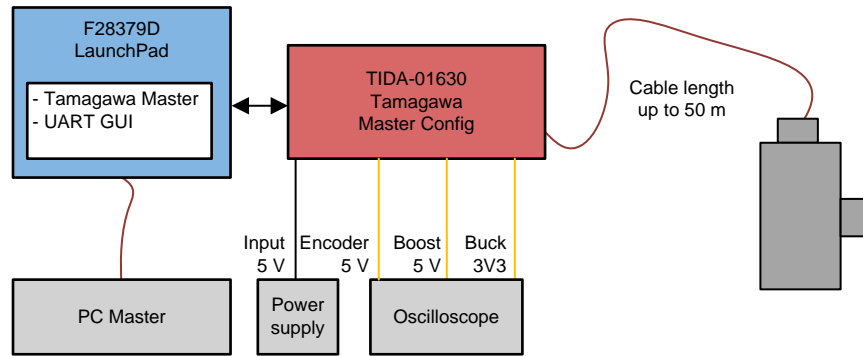 F28379D
LaunchPad
- Tamagawa Master
- UART GUI
TIDA-01630
Tamagawa
Master Config
Cable length
up to 50 m
Input
5 V
Encoder
5 V
Boost
5 V
Buck
3V3
PC Master
Power
supply
Oscilloscope